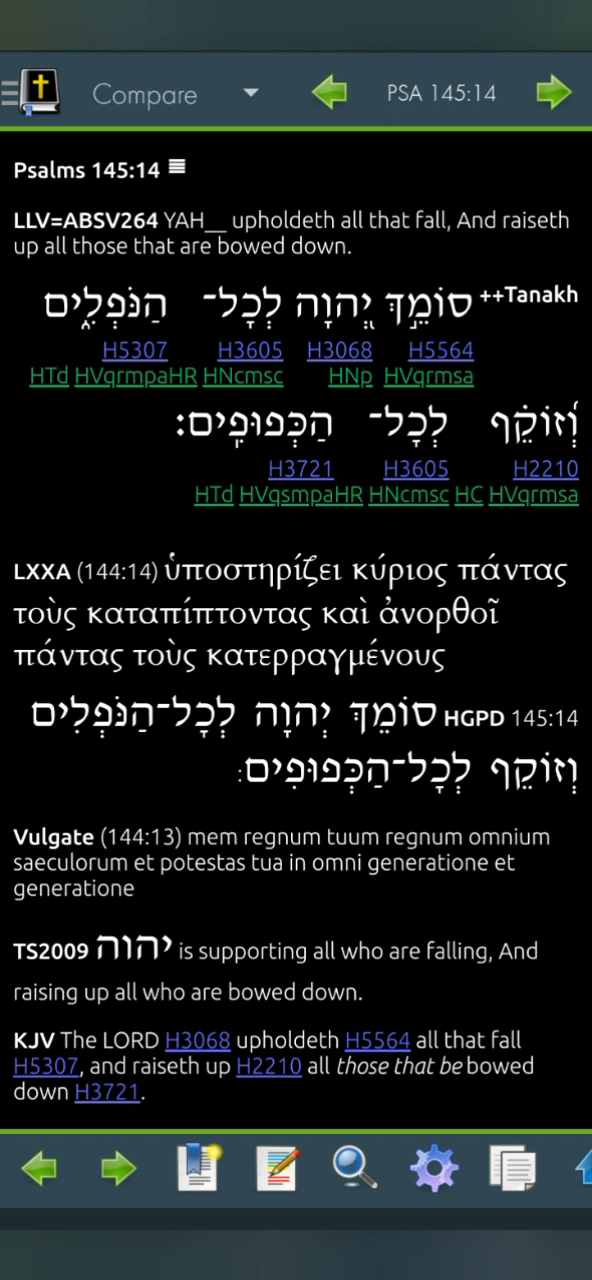 Compare
PSA 145:14
Psalms 145:14
LLV=ABSV264 YAH__ upholdeth all that fall, And raiseth
up all those that are bowed down.
++Tanakh סוֹמֵ֣ךְ יְ֭הוָה לְכָל־ הַנֹּפְלִ֑ים
H5307 H3605 H3068 H5564
HTd HVqrmpaHR HNcmsc HNp HVqrmsa
וְ֝זוֹקֵ֗ף לְכָל־ הַכְּפוּפִֽים׃
H3721 H3605 H2210
HTd HVqsmpaHR HNcmsc HC HVqrmsa
LXXA (144:14) ὑποστηρίζει κύριος πάντας
τοὺς καταπίπτοντας καὶ ἀνορθοῖ
πάντας τοὺς κατερραγμένους
HGPD 145:14 סוֹמֵךְ יְהוָה לְכָל־הַנֹּפְלִים
וְזוֹקֵף לְכָל־הַכְּפוּפִים׃
Vulgate (144:13) mem regnum tuum regnum omnium
saeculorum et potestas tua in omni generatione et
generatione
TS2009 יהוה is supporting all who are falling, And
raising up all who are bowed down.
KJV The LORD H3068 upholdeth H5564 all that fall
H5307, and raiseth up H2210 all those that be bowed
down H3721.